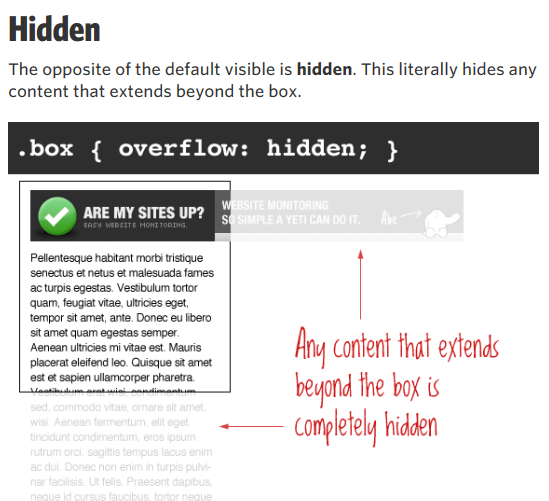 Hidden
The opposite of the default visible is hidden. This literally hides any
content that extends beyond the box.
.box { overflow: hidden; }
ARE MY SITES UP?
EASY WEBSITE MONITORING.
WEBSITE MONITORING
SO SIMPLE A YETI CAN DO IT.
Abe
Pellentesque habitant morbi tristique
senectus et netus et malesuada fames
ac turpis egestas. Vestibulum tortor
quam, feugiat vitae, ultricies eget,
tempor sit amet, ante. Donec eu libero
sit amet quam egestas semper.
Aenean ultricies mi vitae est. Mauris
placerat eleifend leo. Quisque sit amet
est et sapien ullamcorper pharetra.
Vestibulum erat wisi, condimentum
sed, commodo vitae, ornare sit amet,
wisi. Aenean fermentum, elit eget
tincidunt condimentum, eros ipsum
rutrum orci, sagittis tempus lacus enim
ac dui. Donec non enim in turpis pulvi-
nar facilisis. Ut felis. Praesent dapibus,
neque id cursus faucibus, tortor neque
Any content that extends
beyond the box is
completely hidden